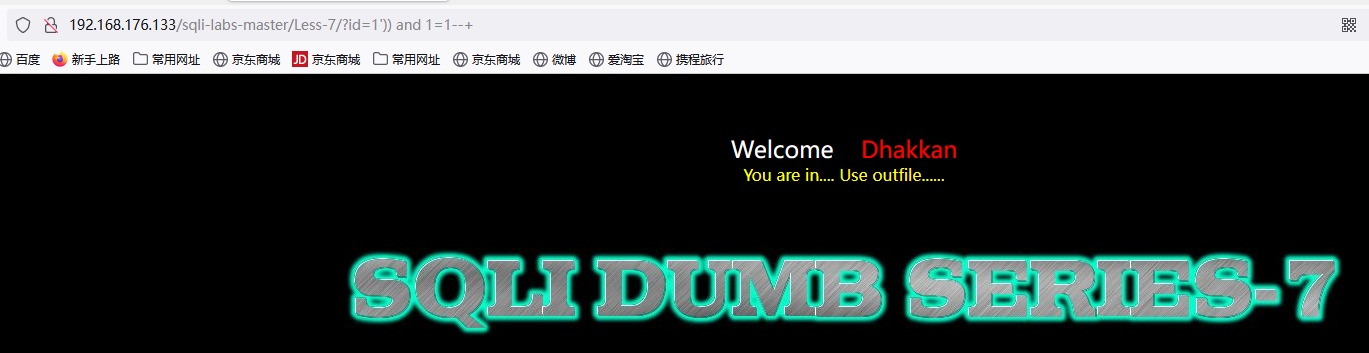 192.168.176.133/sqli-labs-master/Less-7/?id=1')) and 1=1--+
百度 新手上路 常用网址 京东商城 JD 京东商城 常用网址 京东商城 微博 爱淘宝 携程旅行
Welcome Dhakkan
You are in.... Use outfile......
SQLI DUMB SERIES-7